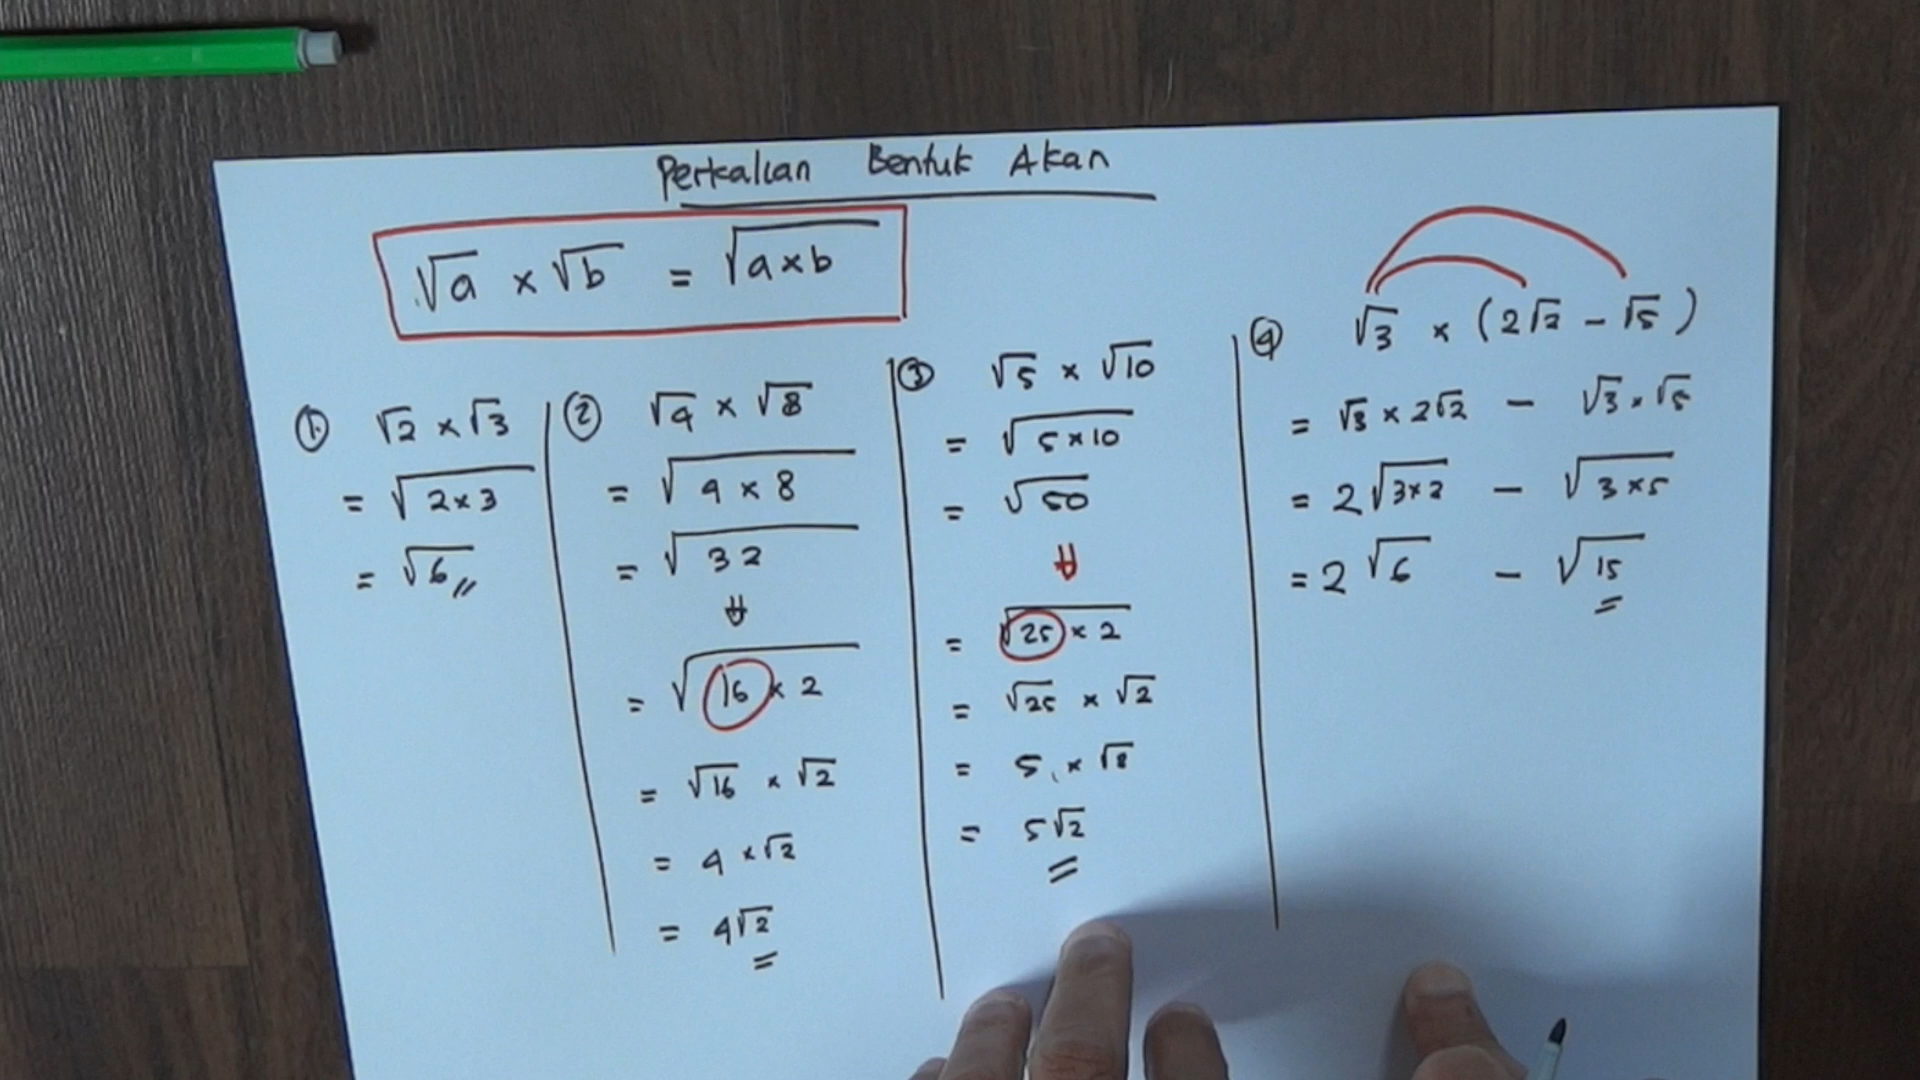 Perkalian Bentuk Akar
√a × √b = √a×b
① √2 × √3
= √2×3
= √6
② √4 × √8
= √4 × 8
= √32
= √16 × 2
= √16 × √2
= 4 × √2
= 4√2
③ √5 × √10
= √5×10
= √50
= √25 × 2
= √25 × √2
= 5 × √2
= 5√2
④ √3 × (2√2 - √5)
= √3 × 2√2 - √3 × √5
= 2√3×2 - √3×5
= 2√6 - √15